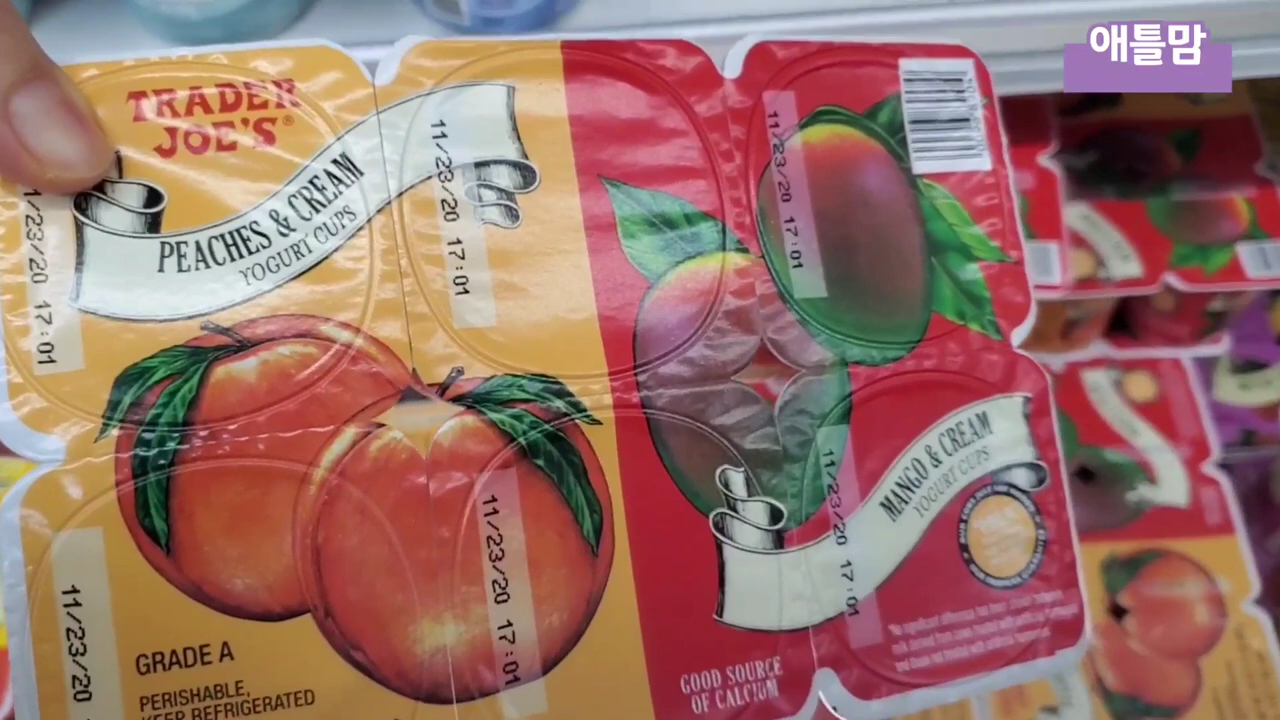 애틀맘
TRADER
JOE'S®
PEACHES & CREAM
YOGURT CUPS
11/23/20 17:01
11/23/20 17:01
11/23/20 17:01
11/23/20 17:01
11/23/20 17:01
11/23/20
MANGO & CREAM
YOGURT CUPS
GRADE A
PERISHABLE,
KEEP REFRIGERATED
GOOD SOURCE
OF CALCIUM